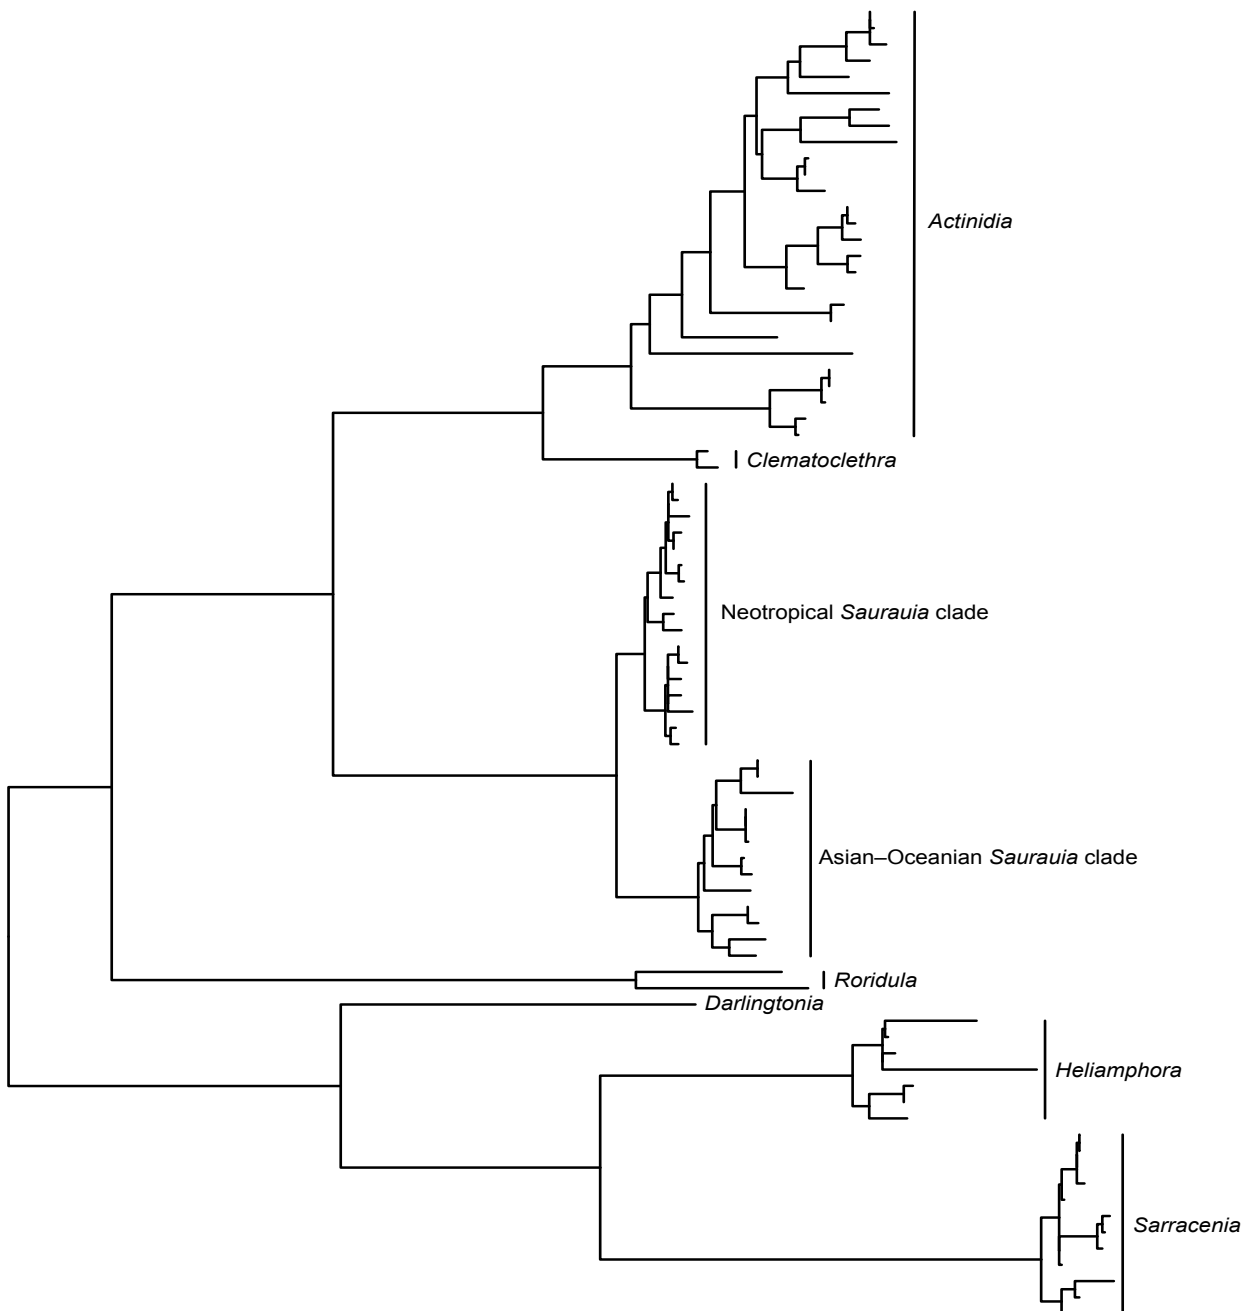 Actinidia
Clematoclethra
Neotropical Saurauia clade
Asian–Oceanian Saurauia clade
Roridula
Darlingtonia
Heliamphora
Sarracenia